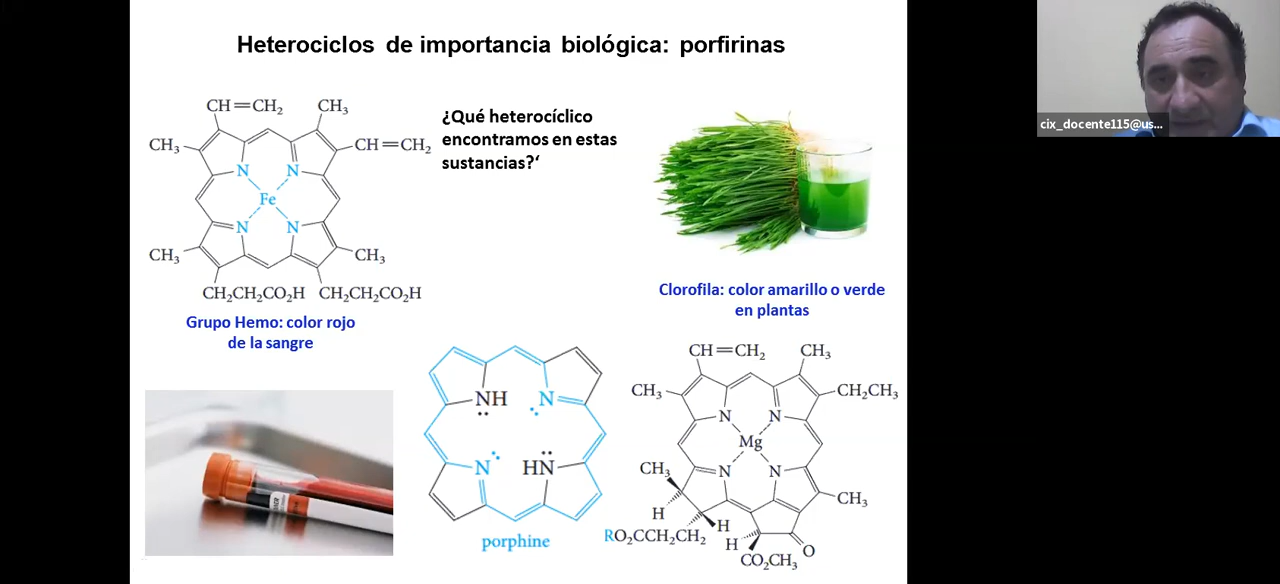 Heterociclos de importancia biológica: porfirinas
CH=CH₂
CH₃
CH₃
CH=CH₂
N
N
Fe
N
N
CH₃
CH₃
CH₂CH₂CO₂H
CH₂CH₂CO₂H
Grupo Hemo: color rojo
de la sangre
¿Qué heterocíclico
encontramos en estas
sustancias?‘
Clorofila: color amarillo o verde
en plantas
NH
N
N
HN
porphine
CH=CH₂
CH₃
CH₃
CH₂CH₃
N
N
Mg
N
N
CH₃
CH₃
H
H
RO₂CCH₂CH₂
H
O
CO₂CH₃
cix_docente115@us...